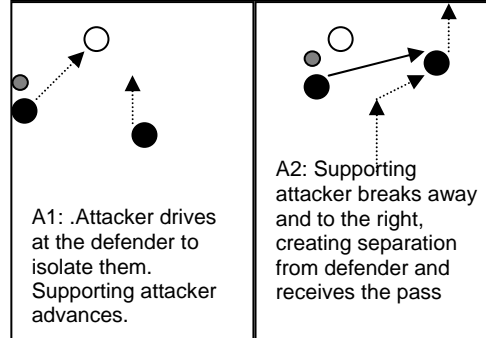 A1: .Attacker drives
at the defender to
isolate them.
Supporting attacker
advances.
A2: Supporting
attacker breaks away
and to the right,
creating separation
from defender and
receives the pass